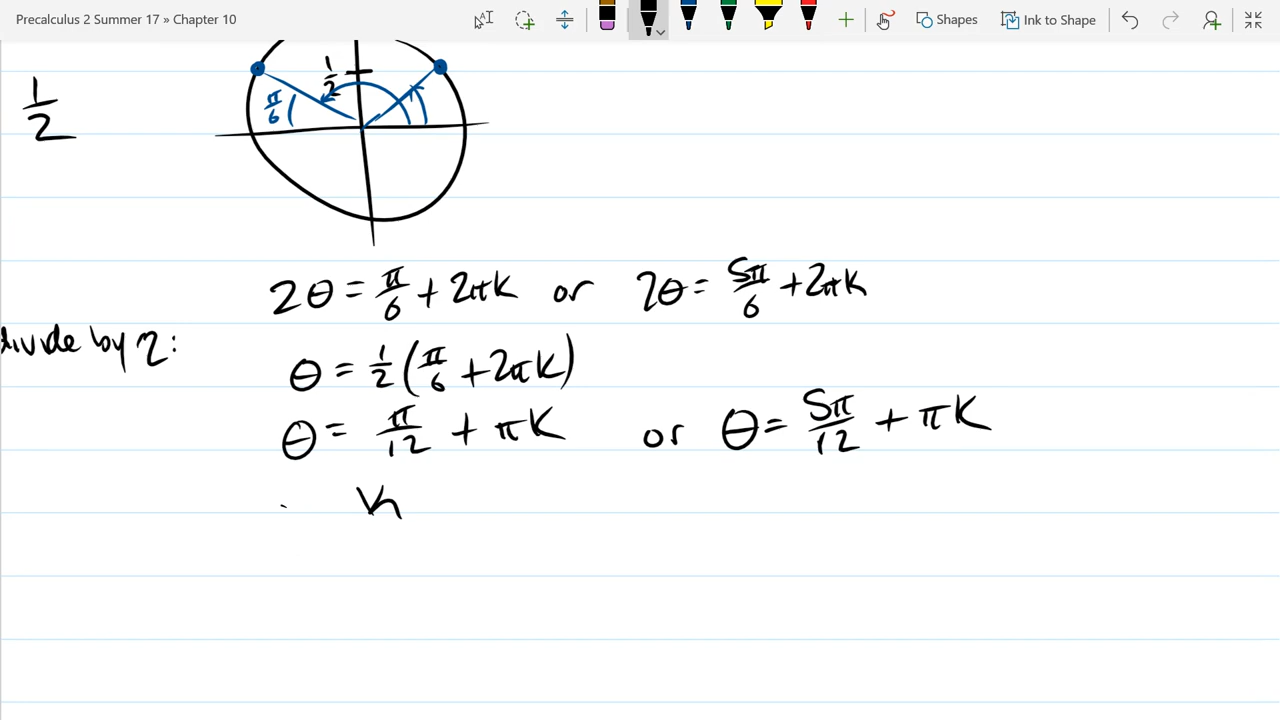 Precalculus 2 Summer 17 » Chapter 10
Shapes
Ink to Shape
1/2
1/2
π/6
2θ = π/6 + 2πk or 2θ = 5π/6 + 2πk
divide by 2:
θ = 1/2 (π/6 + 2πk)
θ = π/12 + πk or θ = 5π/12 + πk